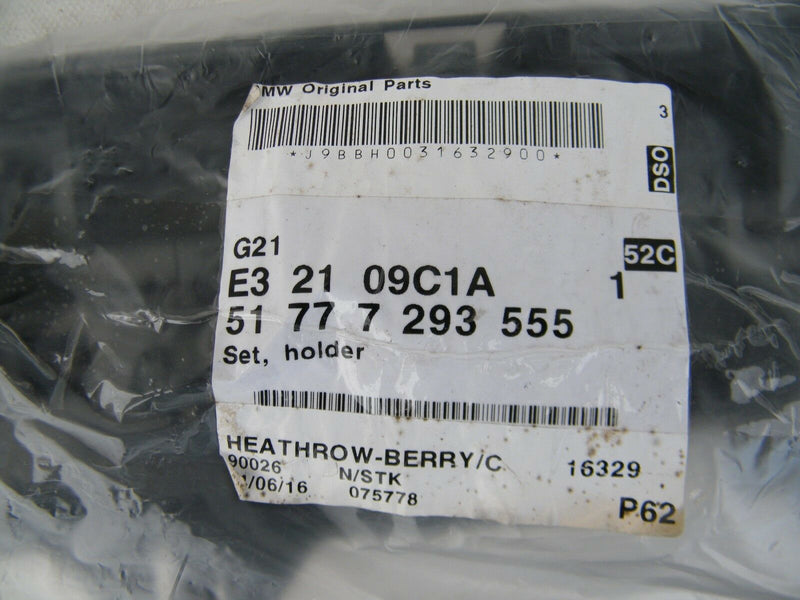 MW Original Parts
3
*J9BBH0031632900*
DSO
G21
52C
E3 21 09C1A 1
51 77 7 293 555
Set, holder
HEATHROW-BERRY/C 16329
90026 N/STK
/06/16 075778
P62